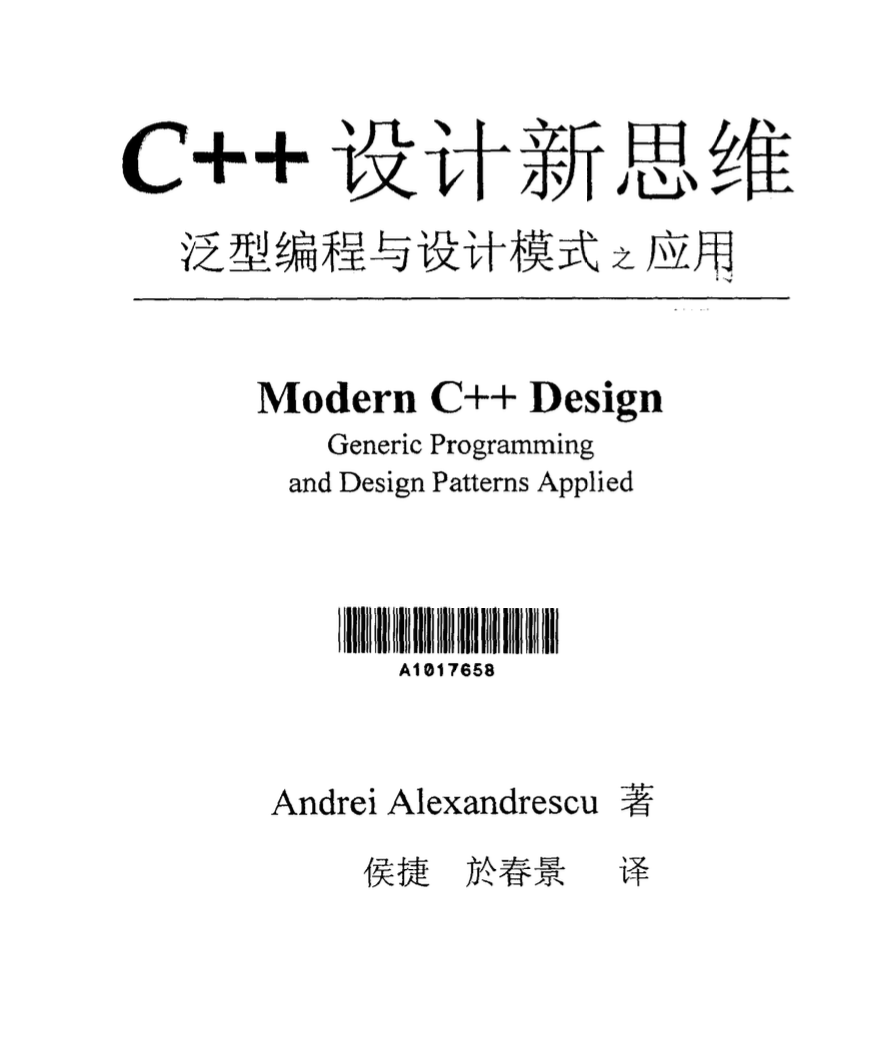 C++ 设计新思维
泛型编程与设计模式之应用
Modern C++ Design
Generic Programming
and Design Patterns Applied
A1017658
Andrei Alexandrescu 著
侯捷 於春景 译